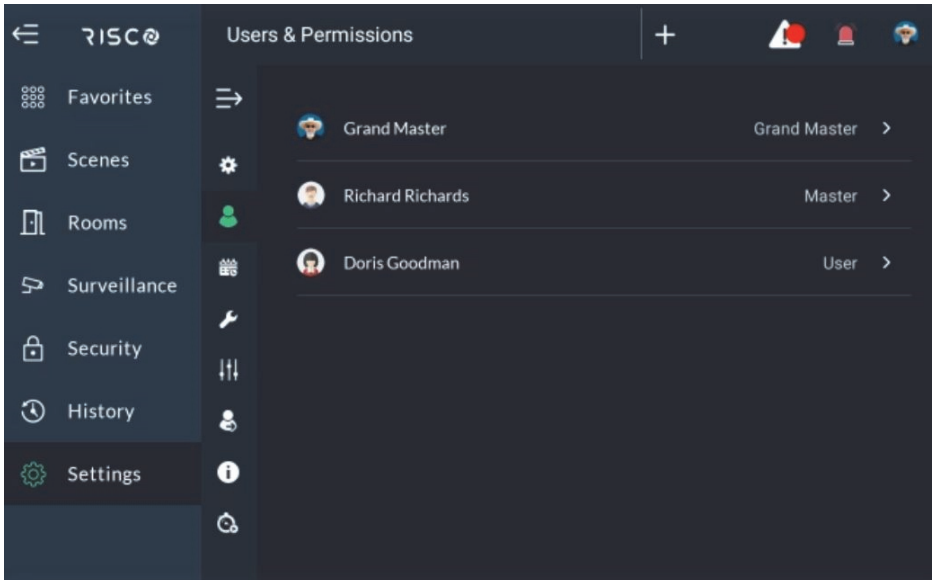 RISCO
Users & Permissions
Favorites
Scenes
Rooms
Surveillance
Security
History
Settings
Grand Master Grand Master
Richard Richards Master
Doris Goodman User